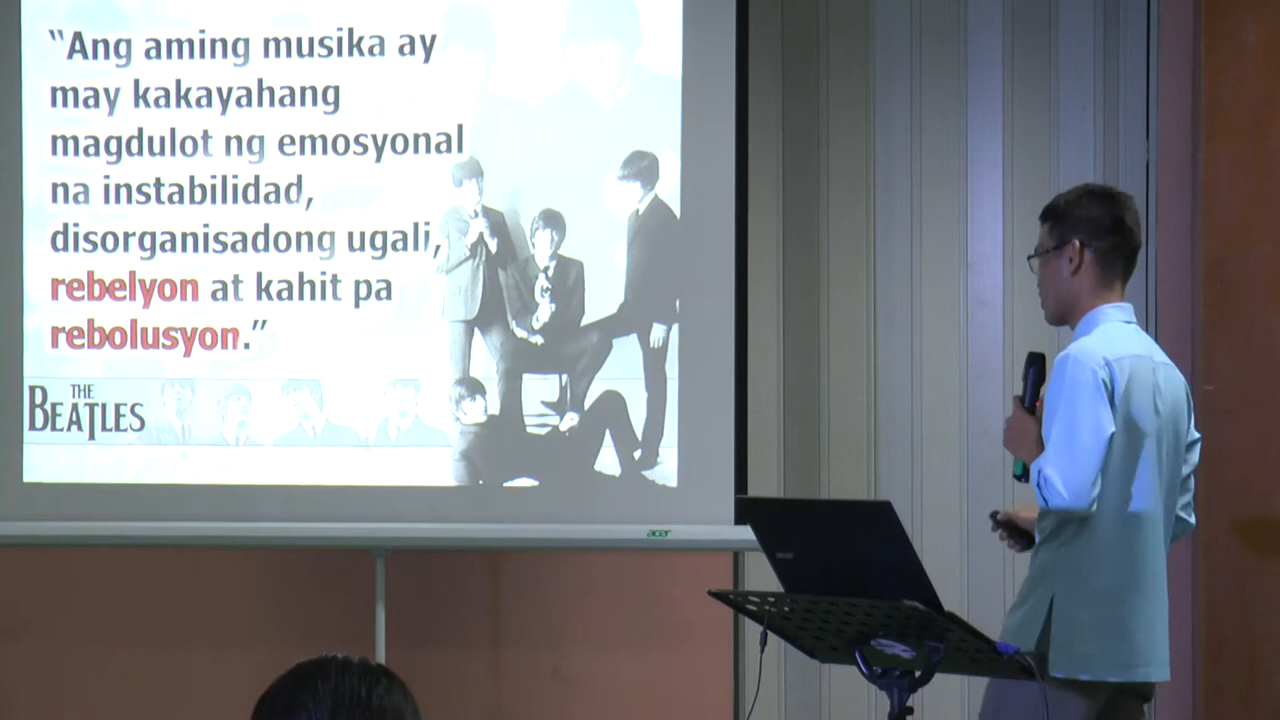 “Ang aming musika ay
may kakayahang
magdulot ng emosyonal
na instabilidad,
disorganisadong ugali,
rebelyon at kahit pa
rebolusyon.”
THE
BEATLES
acer